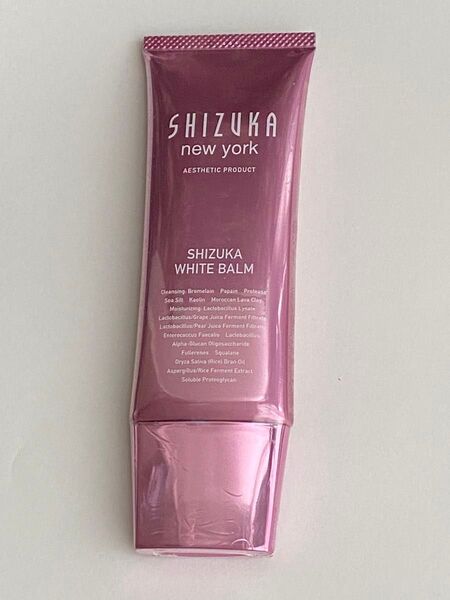 SHIZUKA
new york
AESTHETIC PRODUCT
SHIZUKA
WHITE BALM
Cleansing: Bromelain Papain Protease
Sea Silt Kaolin Moroccan Lava Clay
Moisturizing: Lactobacillus Lysate
Lactobacillus/Grape Juice Ferment Filtrate
Lactobacillus/Pear Juice Ferment Filtrate
Enterococcus Faecalis Lactobacillus
Alpha-Glucan Oligosaccharide
Fullerenes Squalane
Oryza Sativa (Rice) Bran Oil
Aspergillus/Rice Ferment Extract
Soluble Proteoglycan